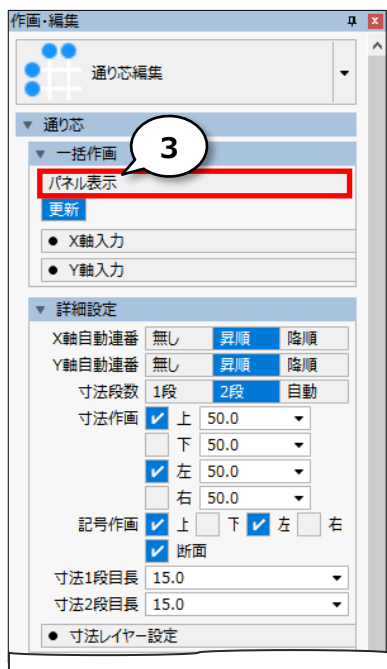 作画・編集
通り芯編集
通り芯
一括作画
3
パネル表示
更新
● X軸入力
● Y軸入力
詳細設定
X軸自動連番 無し 昇順 降順
Y軸自動連番 無し 昇順 降順
寸法段数 1段 2段 自動
寸法作画 上 50.0
下 50.0
左 50.0
右 50.0
記号作画 上 下 左 右
断面
寸法1段目長 15.0
寸法2段目長 15.0
● 寸法レイヤー設定